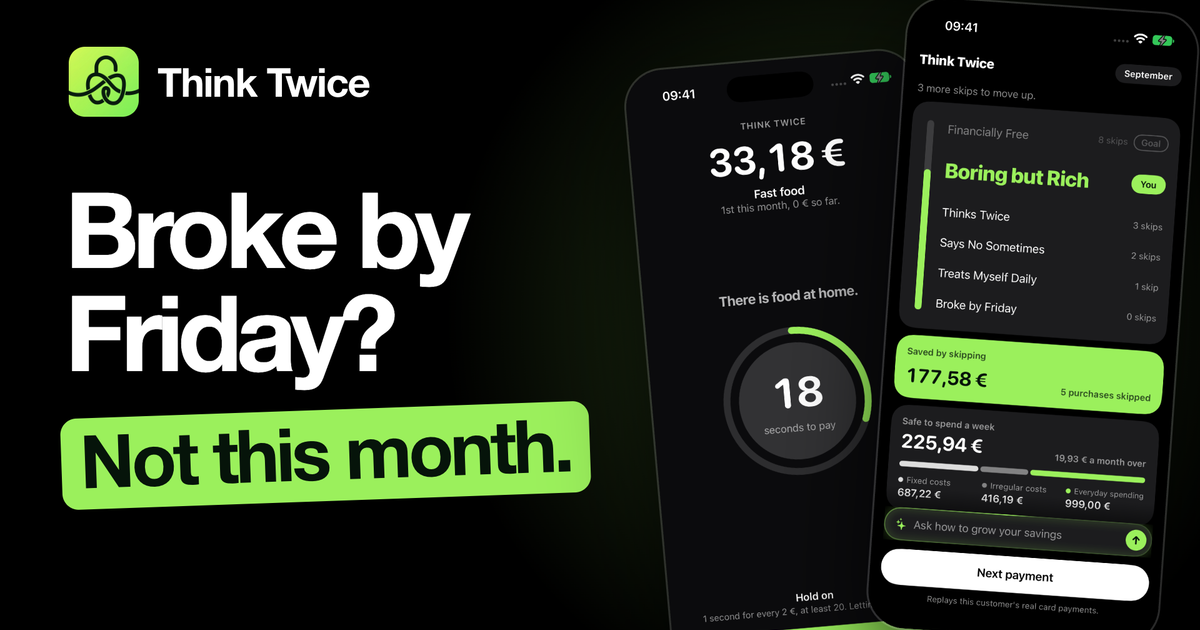 Think Twice
Broke by
Friday?
Not this month.
09:41
THINK TWICE
33,18 €
Fast food
1st this month, 0 € so far.
There is food at home.
18
seconds to pay
Hold on
1 second for every 2 €, at least 20.
09:41
Think Twice
September
3 more skips to move up.
Financially Free
8 skips
Goal
Boring but Rich
You
Thinks Twice
3 skips
Says No Sometimes
2 skips
Treats Myself Daily
1 skip
Broke by Friday
0 skips
Saved by skipping
177,58 €
5 purchases skipped
Safe to spend a week
225,94 €
19,93 € a month over
Fixed costs
687,22 €
Irregular costs
416,19 €
Everyday spending
999,00 €
Ask how to grow your savings
Next payment
Replays this customer's real card payments.